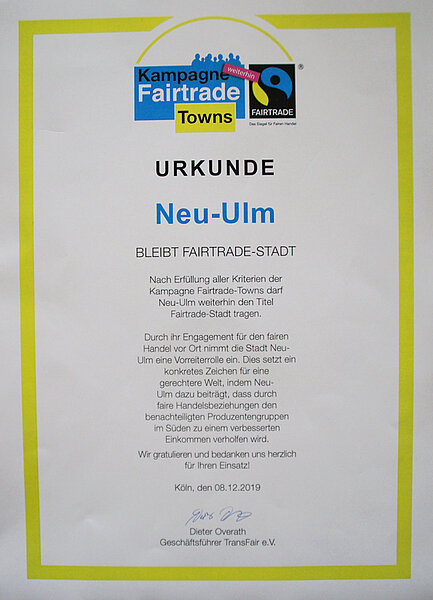 Kampagne
weiterhin
Fairtrade
Towns
®
FAIRTRADE
Das Siegel für Fairen Handel
URKUNDE
Neu-Ulm
BLEIBT FAIRTRADE-STADT
Nach Erfüllung aller Kriterien der
Kampagne Fairtrade-Towns darf
Neu-Ulm weiterhin den Titel
Fairtrade-Stadt tragen.
Durch ihr Engagement für den fairen
Handel vor Ort nimmt die Stadt Neu-
Ulm eine Vorreiterrolle ein. Dies setzt ein
konkretes Zeichen für eine
gerechtere Welt, indem Neu-
Ulm dazu beiträgt, dass durch
faire Handelsbeziehungen den
benachteiligten Produzentengruppen
im Süden zu einem verbesserten
Einkommen verholfen wird.
Wir gratulieren und bedanken uns herzlich
für Ihren Einsatz!
Köln, den 08.12.2019
Dieter Overath
Geschäftsführer TransFair e.V.